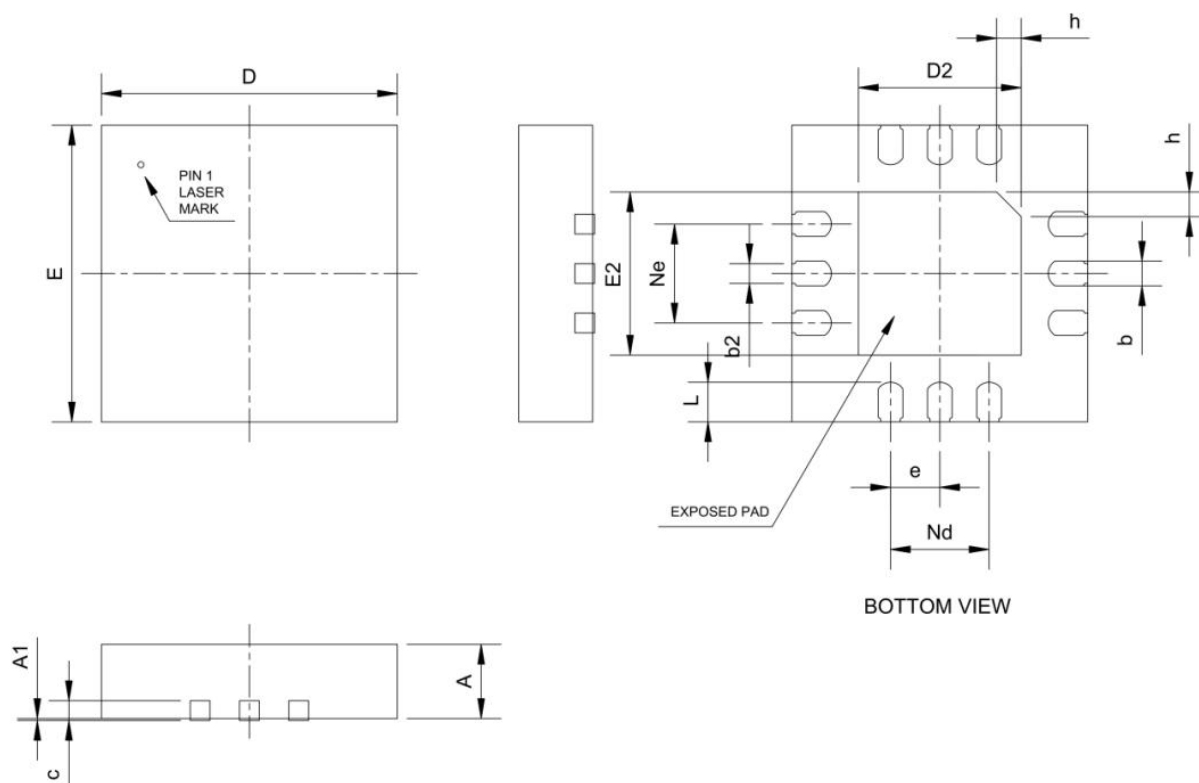 h
D
D2
h
PIN 1
LASER
MARK
E
E2
Ne
b2
b
L
e
EXPOSED PAD
Nd
BOTTOM VIEW
A1
A
c